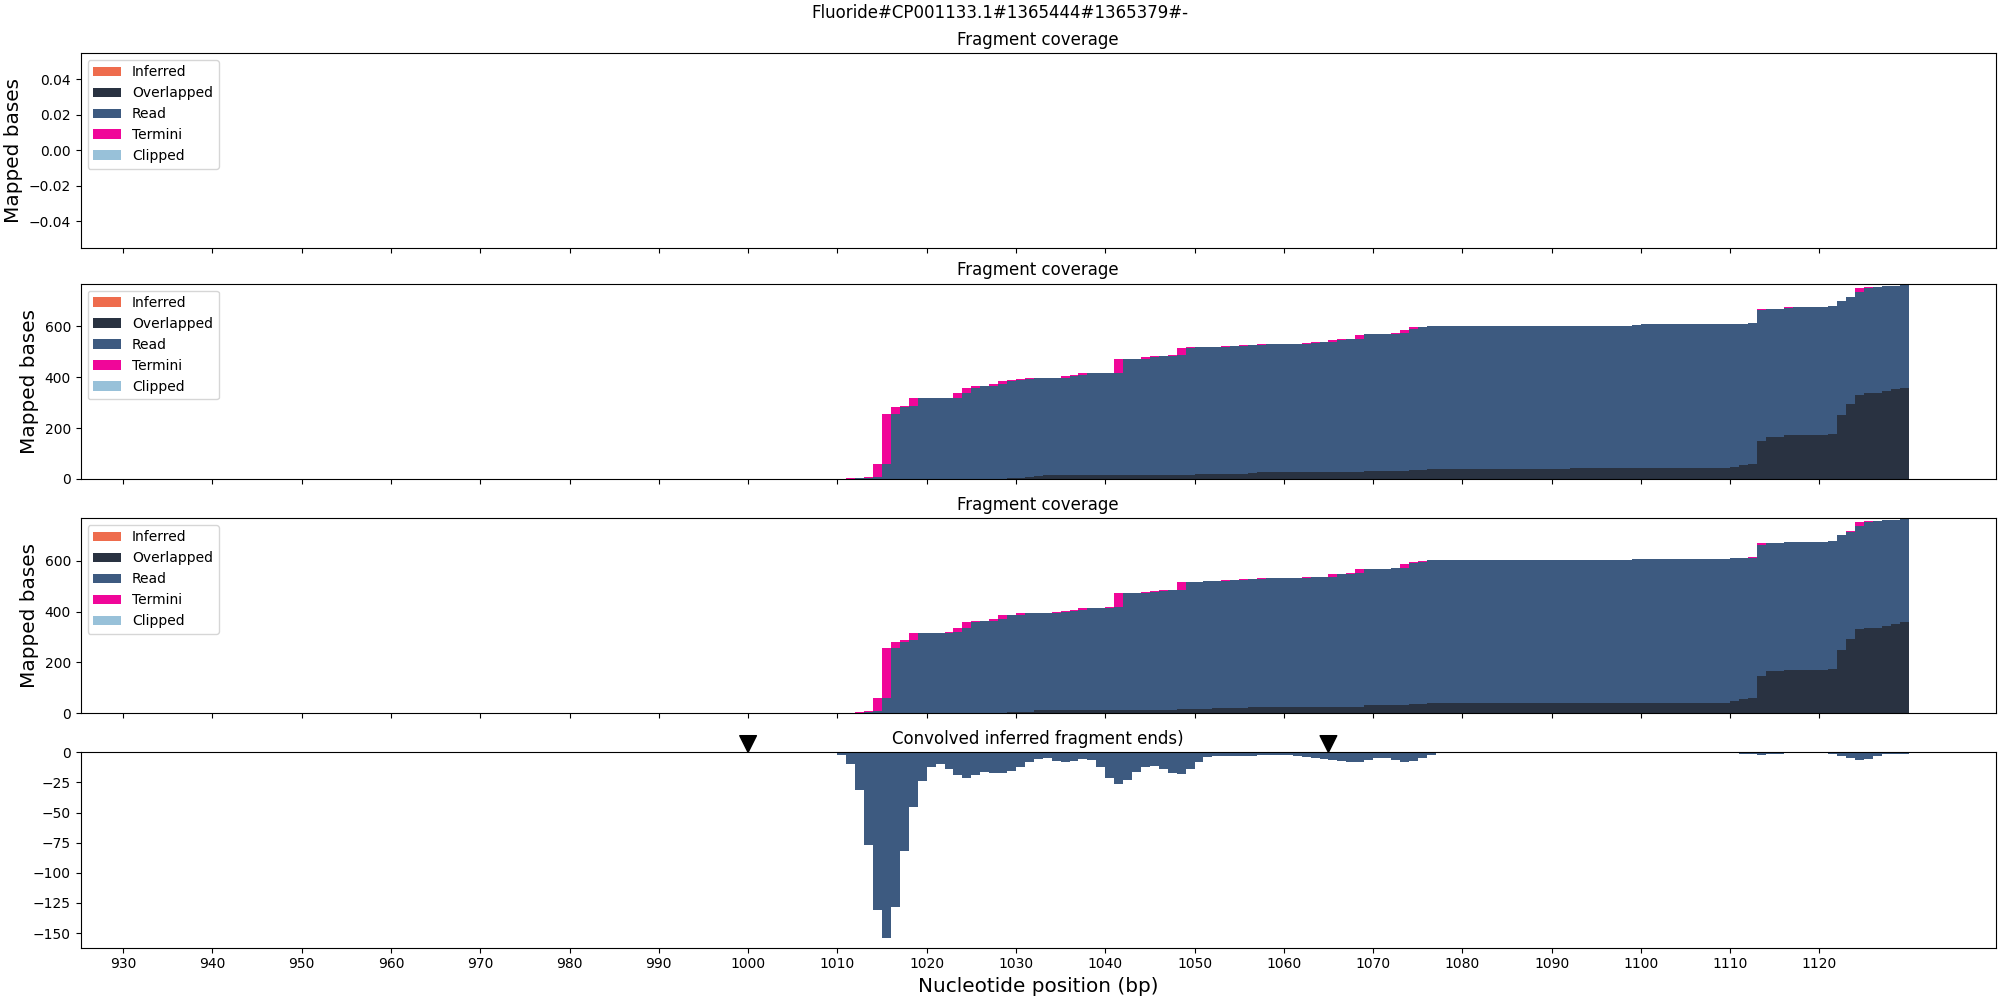 Fluoride#CP001133.1#1365444#1365379#-
Fragment coverage
Mapped bases
0.04
0.02
0.00
−0.02
−0.04
Inferred
Overlapped
Read
Termini
Clipped
Fragment coverage
Mapped bases
600
400
200
0
Inferred
Overlapped
Read
Termini
Clipped
Fragment coverage
Mapped bases
600
400
200
0
Inferred
Overlapped
Read
Termini
Clipped
Convolved inferred fragment ends)
0
−25
−50
−75
−100
−125
−150
930 940 950 960 970 980 990 1000 1010 1020 1030 1040 1050 1060 1070 1080 1090 1100 1110 1120
Nucleotide position (bp)